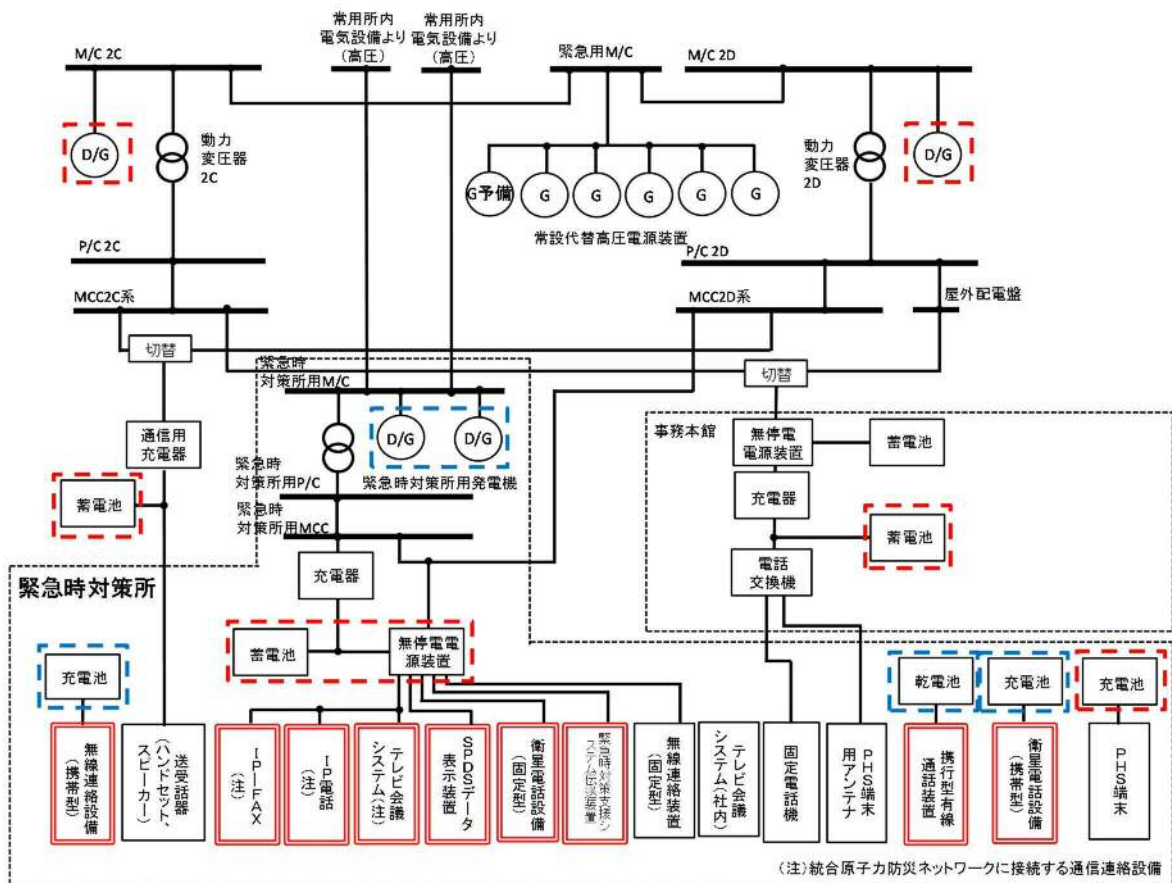 常用所内
電気設備より
(高圧)
常用所内
電気設備より
(高圧)
M/C 2C
緊急用M/C
M/C 2D
D/G
動力
変圧器
2C
G予備
G
G
G
G
G
常設代替高圧電源装置
動力
変圧器
2D
D/G
P/C 2C
P/C 2D
MCC2C系
MCC2D系
屋外配電盤
切替
切替
緊急時
対策所用M/C
D/G
D/G
緊急時対策所用発電機
緊急時
対策所用P/C
緊急時
対策所用MCC
通信用
充電器
蓄電池
事務本館
無停電
電源装置
蓄電池
充電器
蓄電池
電話
交換機
緊急時対策所
充電器
蓄電池
無停電電
源装置
充電池
乾電池
充電池
充電池
無線連絡設備
(携帯型)
送受話器
(ハンドセット、
スピーカー)
IP-FAX
(注)
IP電話
(注)
テレビ会議
システム(注)
SPDSデータ
表示装置
衛星電話設備
(固定型)
緊急時対策支援シ
ステム伝送装置
無線連絡装置
(固定型)
テレビ会議
システム(社内)
固定電話機
PHS端末
用アンテナ
携行型有線
通話装置
衛星電話設備
(携帯型)
PHS端末
(注)統合原子力防災ネットワークに接続する通信連絡設備